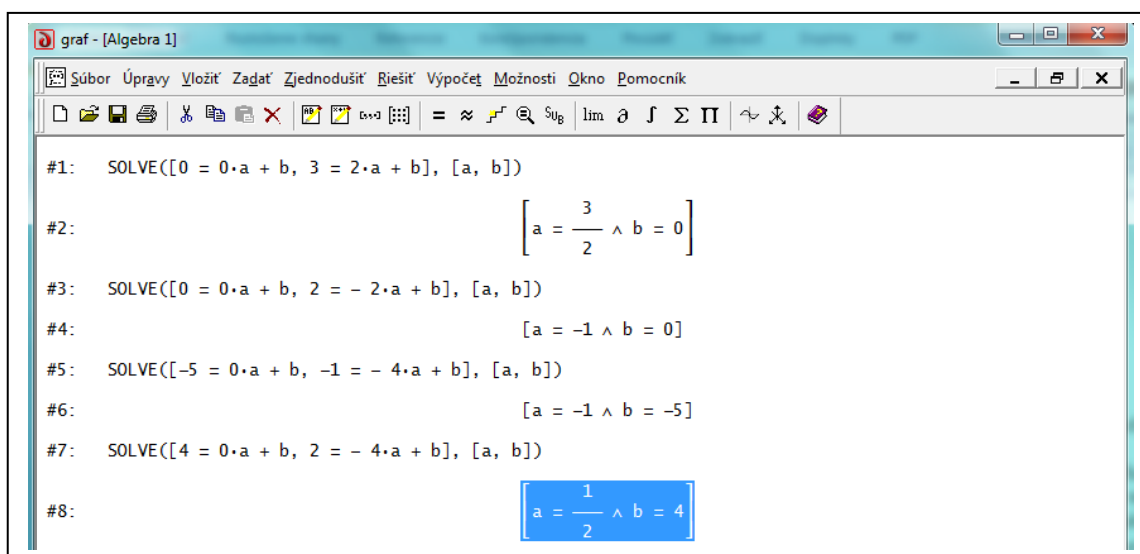 graf - [Algebra 1]
Súbor Úpravy Vložiť Zadať Zjednodušiť Riešiť Výpočet Možnosti Okno Pomocník
= ≈ SUB lim ∂ ∫ Σ Π
#1: SOLVE([0 = 0·a + b, 3 = 2·a + b], [a, b])
#2: [a = 3/2 ∧ b = 0]
#3: SOLVE([0 = 0·a + b, 2 = - 2·a + b], [a, b])
#4: [a = -1 ∧ b = 0]
#5: SOLVE([-5 = 0·a + b, -1 = - 4·a + b], [a, b])
#6: [a = -1 ∧ b = -5]
#7: SOLVE([4 = 0·a + b, 2 = - 4·a + b], [a, b])
#8: [a = 1/2 ∧ b = 4]